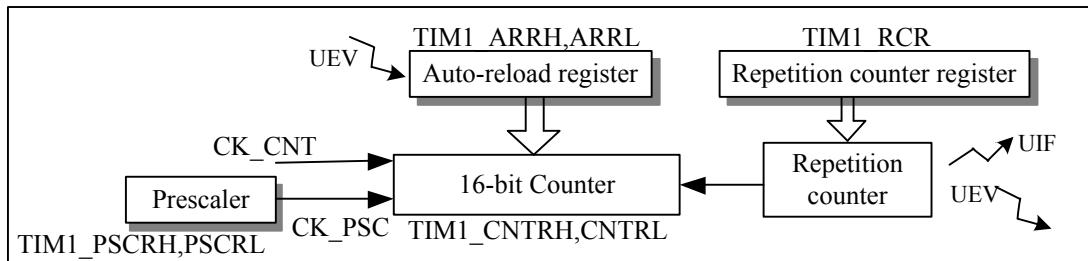 TIM1_ARRH,ARRL
TIM1_RCR
UEV
Auto-reload register
Repetition counter register
CK_CNT
UIF
16-bit Counter
Repetition
counter
Prescaler
UEV
CK_PSC
TIM1_CNTRH,CNTRL
TIM1_PSCRH,PSCRL